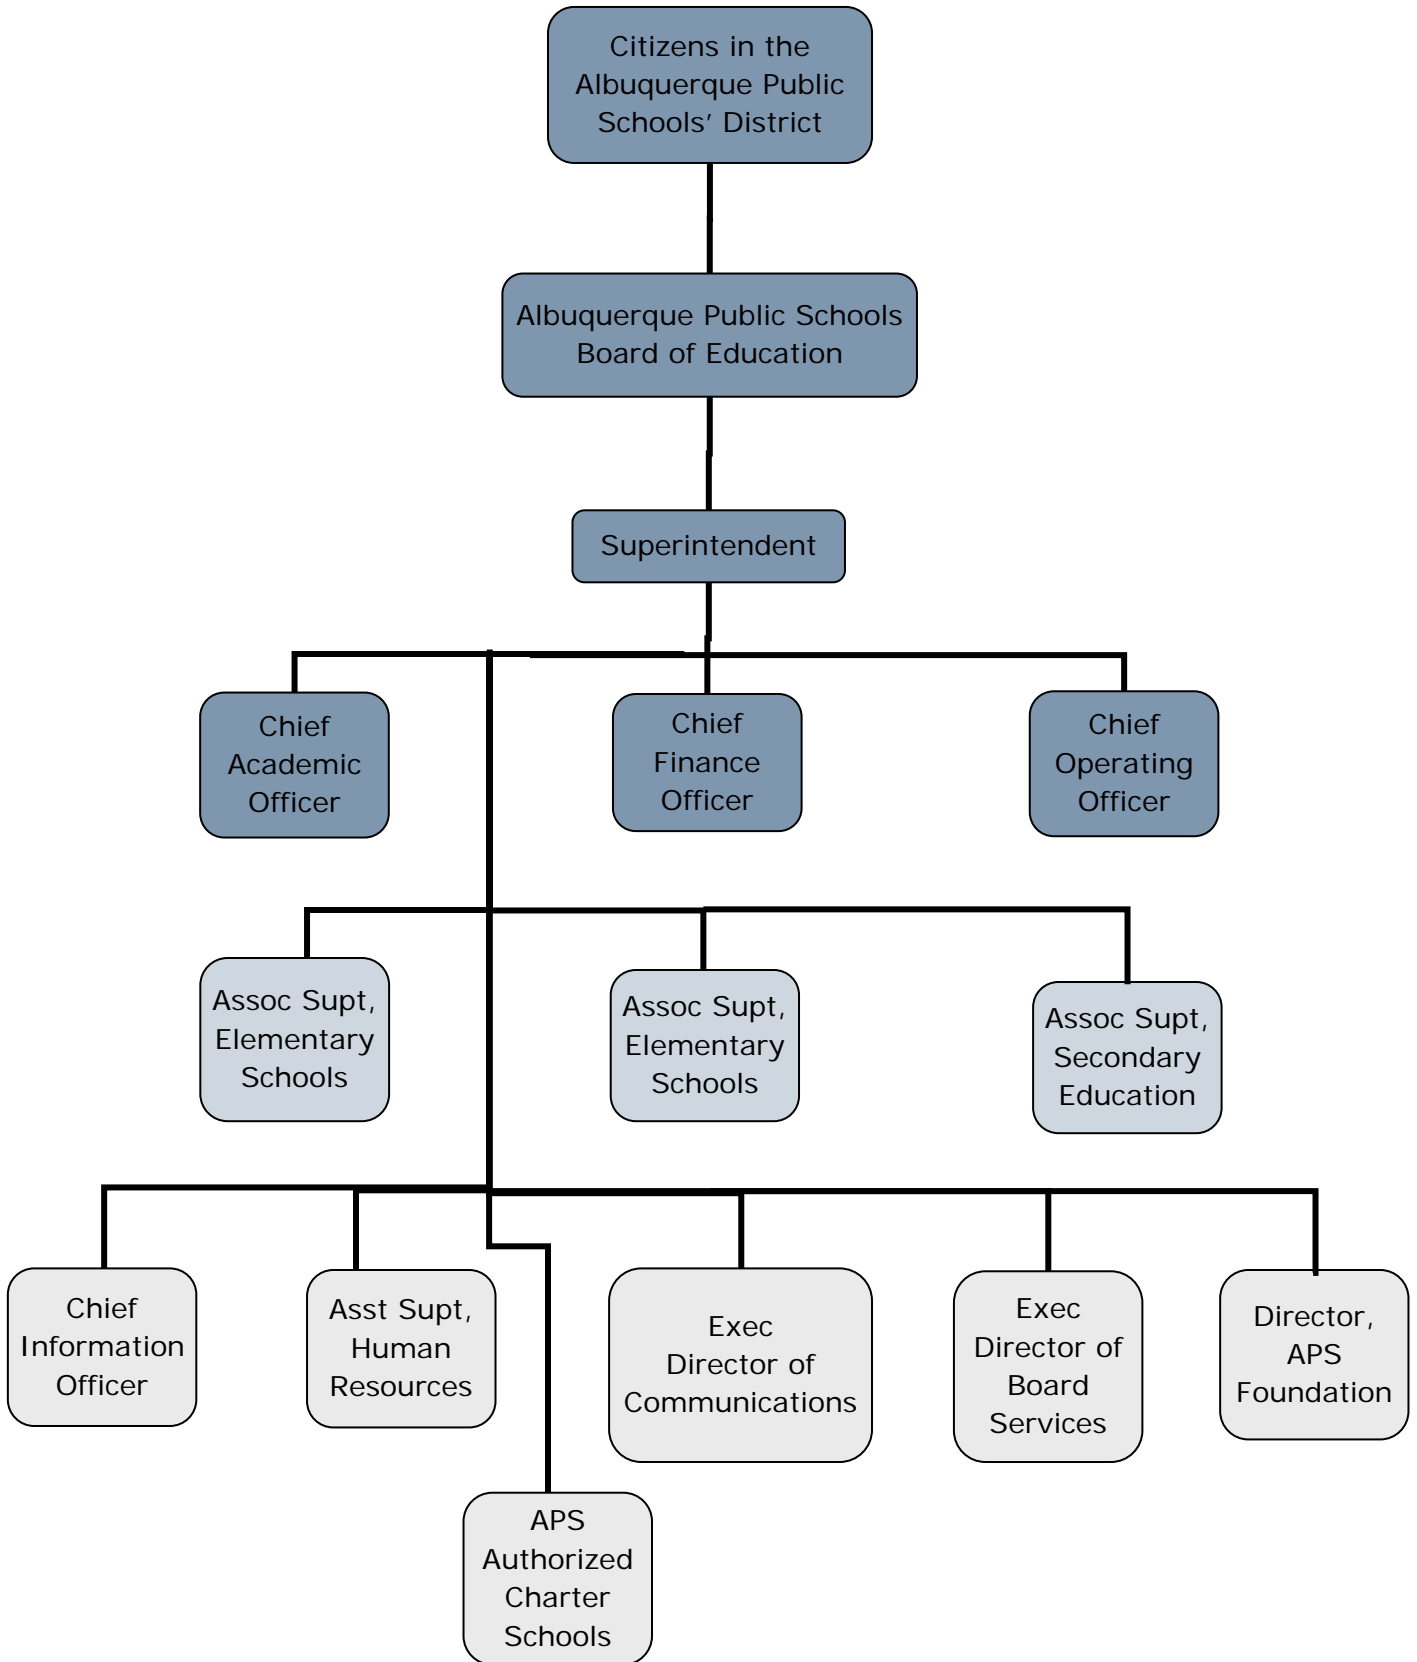 Citizens in the
Albuquerque Public
Schools’ District
Albuquerque Public Schools
Board of Education
Superintendent
Chief
Academic
Officer
Chief
Finance
Officer
Chief
Operating
Officer
Assoc Supt,
Elementary
Schools
Assoc Supt,
Elementary
Schools
Assoc Supt,
Secondary
Education
Chief
Information
Officer
Asst Supt,
Human
Resources
Exec
Director of
Communications
Exec
Director of
Board
Services
Director,
APS
Foundation
APS
Authorized
Charter
Schools